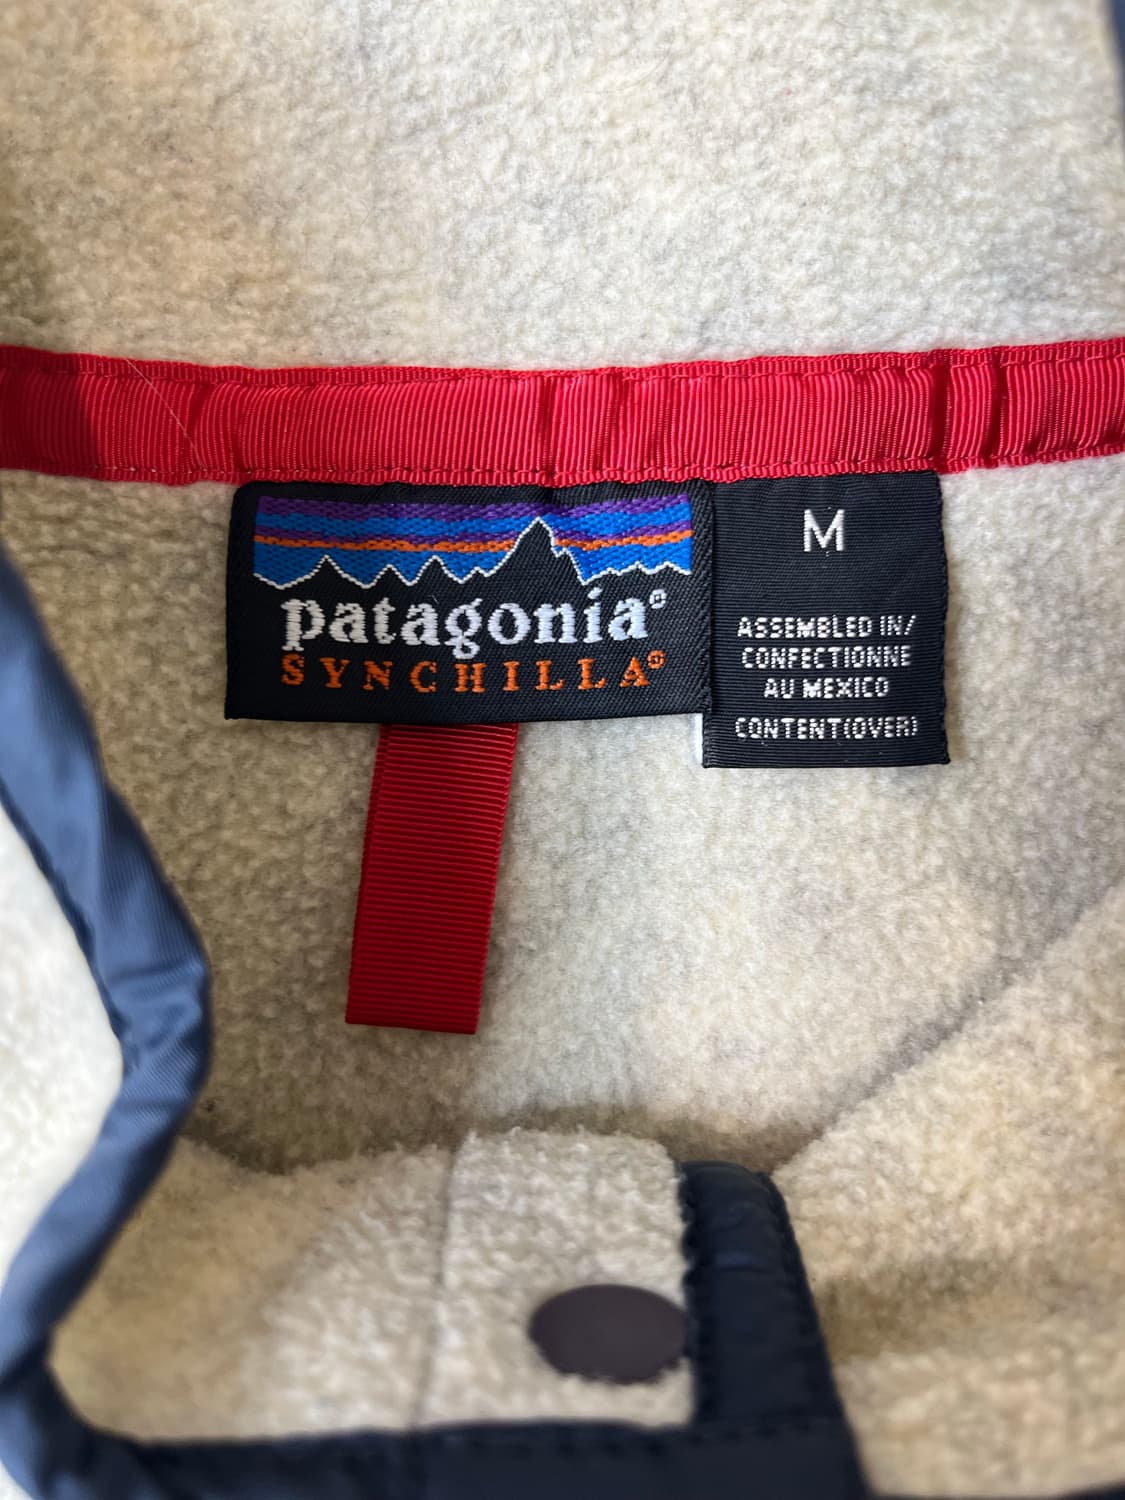 patagonia®
SYNCHILLA®
M
ASSEMBLED IN/
CONFECTIONNE
AU MEXICO
CONTENT(OVER)